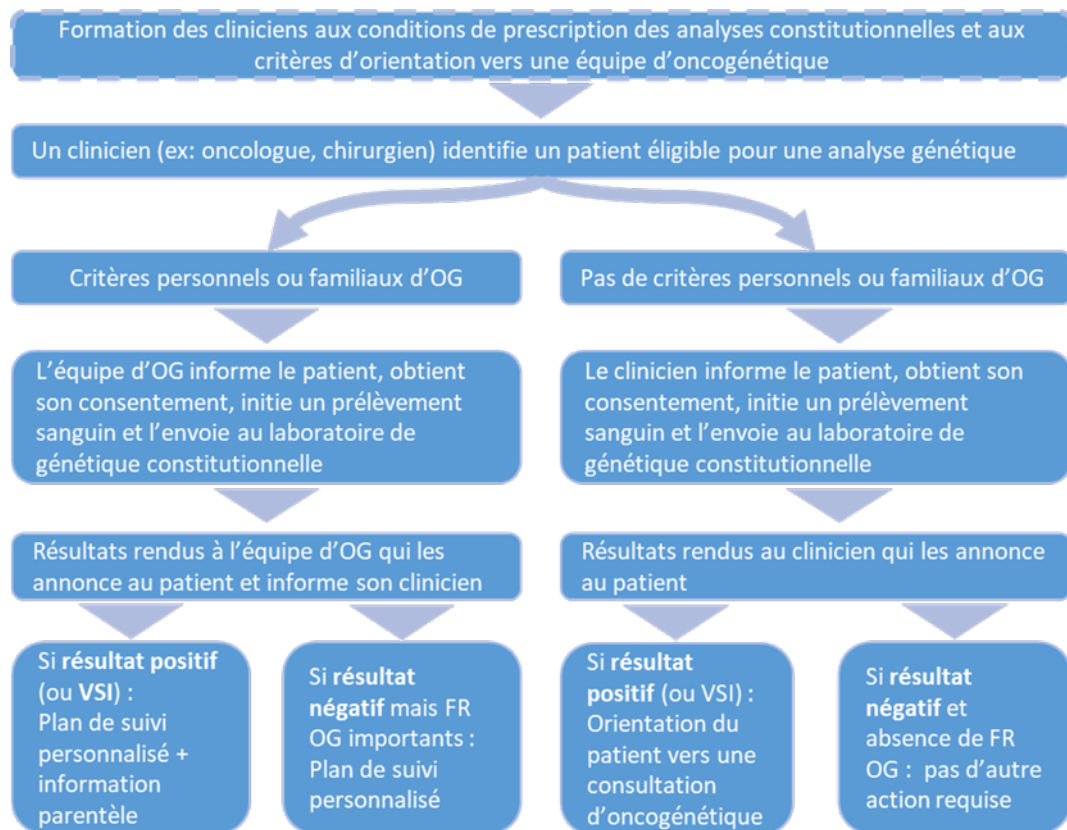 Formation des cliniciens aux conditions de prescription des analyses constitutionnelles et aux
critères d'orientation vers une équipe d'oncogénétique
Un clinicien (ex: oncologue, chirurgien) identifie un patient éligible pour une analyse génétique
Critères personnels ou familiaux d'OG
Pas de critères personnels ou familiaux d'OG
L'équipe d'OG informe le patient, obtient
son consentement, initie un prélèvement
sanguin et l'envoie au laboratoire de
génétique constitutionnelle
Le clinicien informe le patient, obtient son
consentement, initie un prélèvement
sanguin et l'envoie au laboratoire de
génétique constitutionnelle
Résultats rendus à l'équipe d'OG qui les
annonce au patient et informe son clinicien
Résultats rendus au clinicien qui les annonce
au patient
Si résultat positif
(ou VSI) :
Plan de suivi
personnalisé +
information
parentèle
Si résultat
négatif mais FR
OG importants :
Plan de suivi
personnalisé
Si résultat
positif (ou VSI) :
Orientation du
patient vers une
consultation
d'oncogénétique
Si résultat
négatif et
absence de FR
OG : pas d'autre
action requise